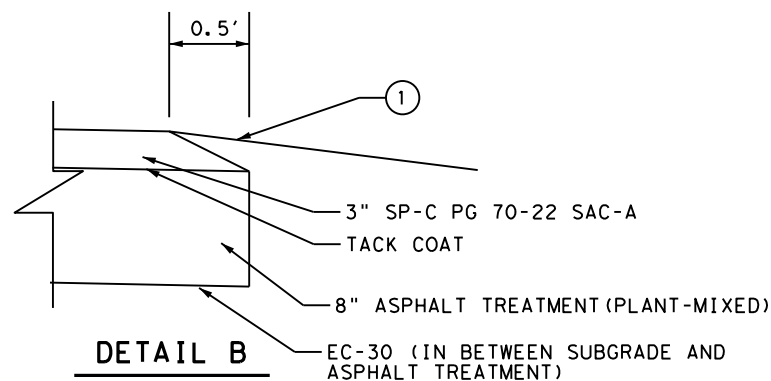 0.5'
1
3" SP-C PG 70-22 SAC-A
TACK COAT
8" ASPHALT TREATMENT(PLANT-MIXED)
EC-30 (IN BETWEEN SUBGRADE AND
ASPHALT TREATMENT)
DETAIL B